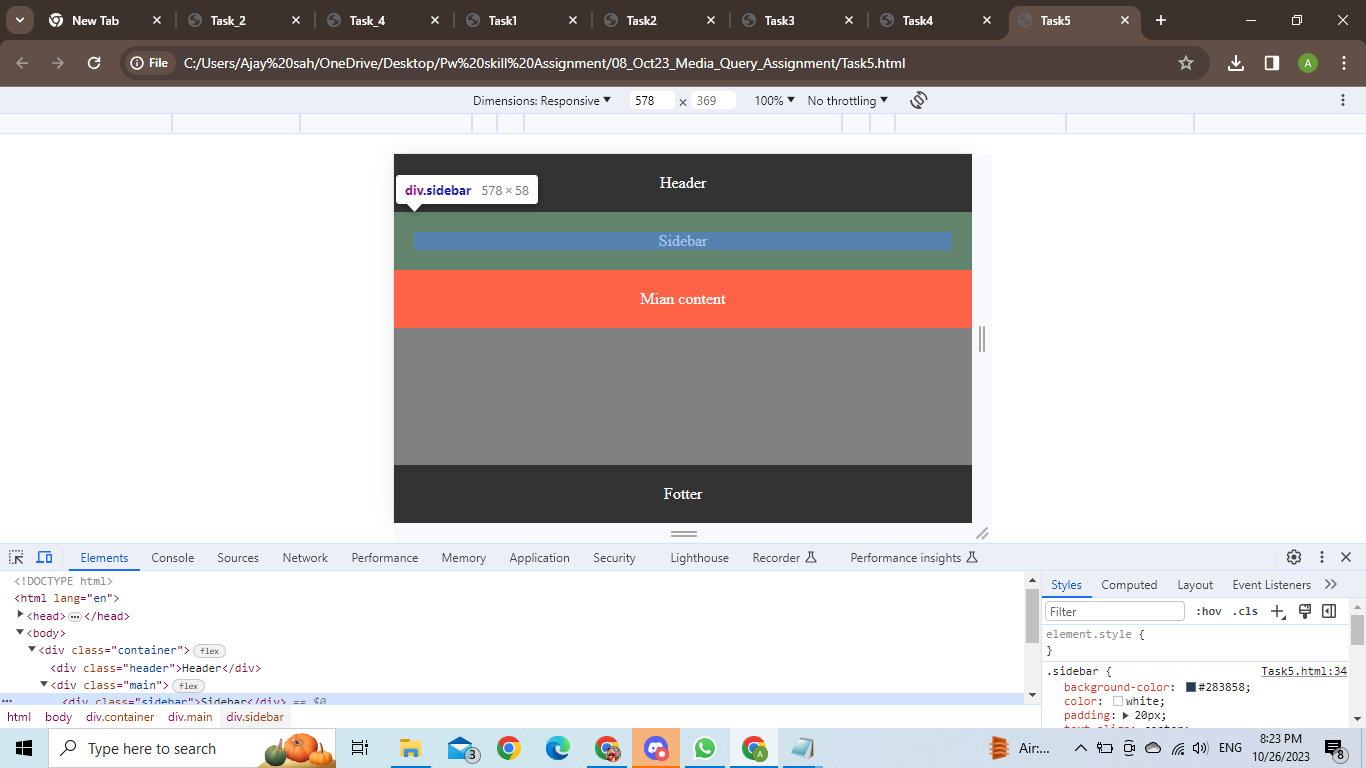 New Tab
Task_2
Task_4
Task1
Task2
Task3
Task4
Task5
File C:/Users/Ajay%20sah/OneDrive/Desktop/Pw%20skill%20Assignment/08_Oct23_Media_Query_Assignment/Task5.html
A
Dimensions: Responsive 578 × 369 100% No throttling
Header
div.sidebar 578 × 58
Sidebar
Mian content
Fotter
Elements Console Sources Network Performance Memory Application Security Lighthouse Recorder Performance insights
<!DOCTYPE html>
<html lang="en">
<head> ••• </head>
<body>
<div class="container"> flex
<div class="header">Header</div>
<div class="main"> flex
<div class="sidebar">Sidebar</div> == $0
html body div.container div.main div.sidebar
Styles Computed Layout Event Listeners
Filter :hov .cls
element.style {
}
.sidebar { Task5.html:34
background-color: #283858;
color: white;
padding: 20px;
text-align: center;
Type here to search
3
A
Air:...
ENG
8:23 PM
10/26/2023
8